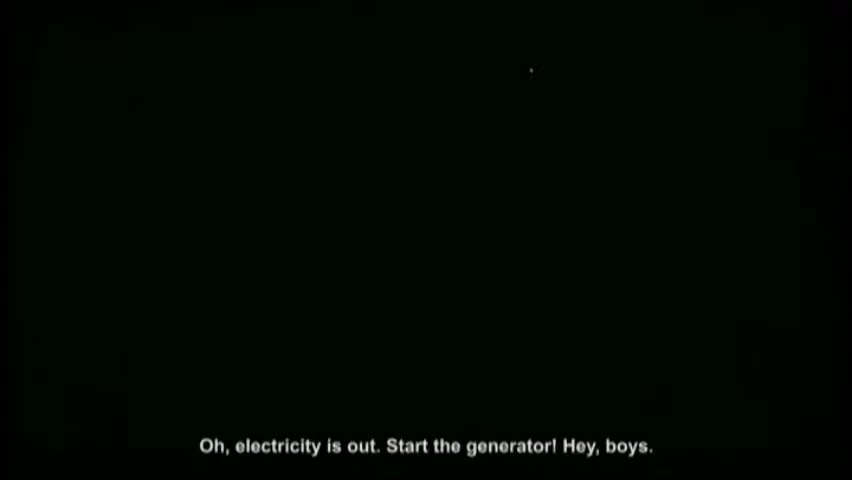 Oh, electricity is out. Start the generator! Hey, boys.